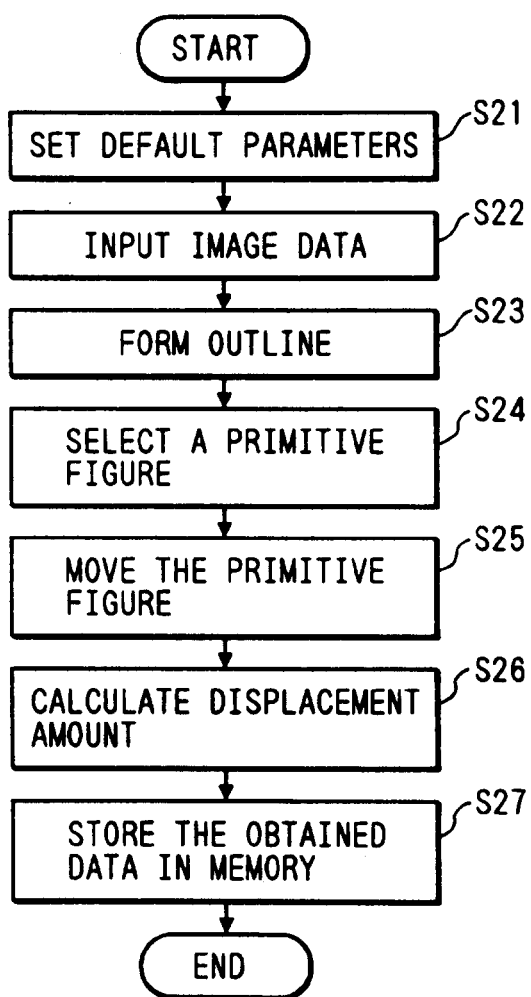 START
S21
SET DEFAULT PARAMETERS
S22
INPUT IMAGE DATA
S23
FORM OUTLINE
S24
SELECT A PRIMITIVE
FIGURE
S25
MOVE THE PRIMITIVE
FIGURE
S26
CALCULATE DISPLACEMENT
AMOUNT
S27
STORE THE OBTAINED
DATA IN MEMORY
END